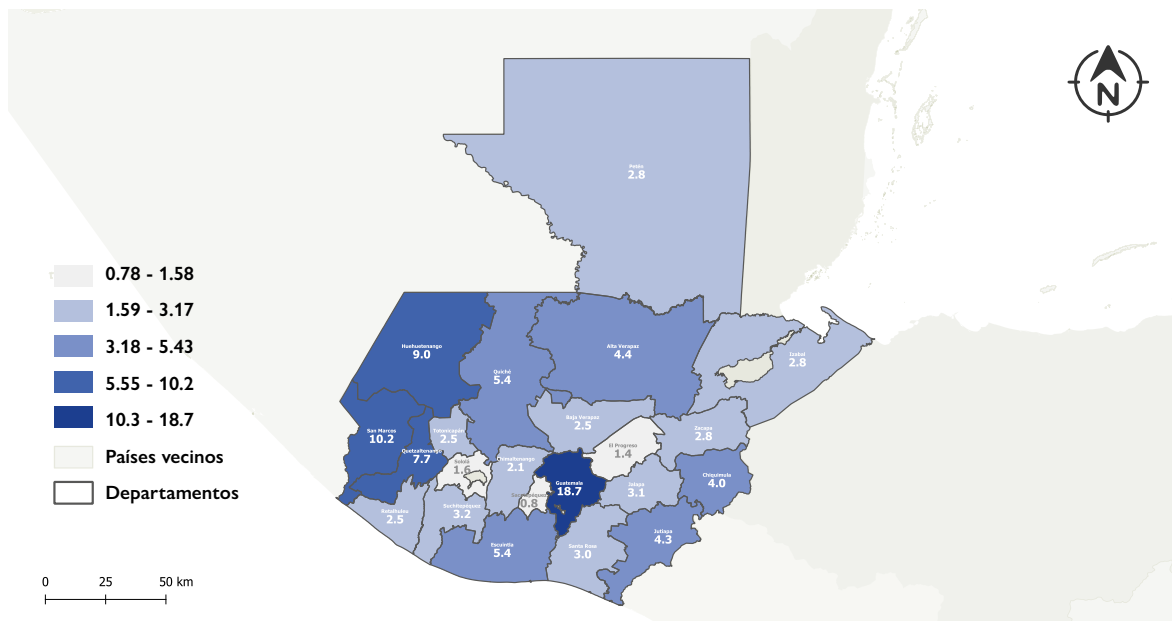 N
Petén
2.8
0.78 - 1.58
1.59 - 3.17
3.18 - 5.43
5.55 - 10.2
10.3 - 18.7
Países vecinos
Departamentos
Huehuetenango
9.0
Quiché
5.4
Alta Verapaz
4.4
Izabal
2.8
San Marcos
10.2
Quetzaltenango
7.7
Totonicapán
2.5
Sololá
1.6
Chimaltenango
2.1
Baja Verapaz
2.5
El Progreso
1.4
Zacapa
2.8
Sacatepéquez
0.8
Guatemala
18.7
Jalapa
3.1
Chiquimula
4.0
Retalhuleu
2.5
Suchitepéquez
3.2
Escuintla
5.4
Santa Rosa
3.0
Jutiapa
4.3
0 25 50 km